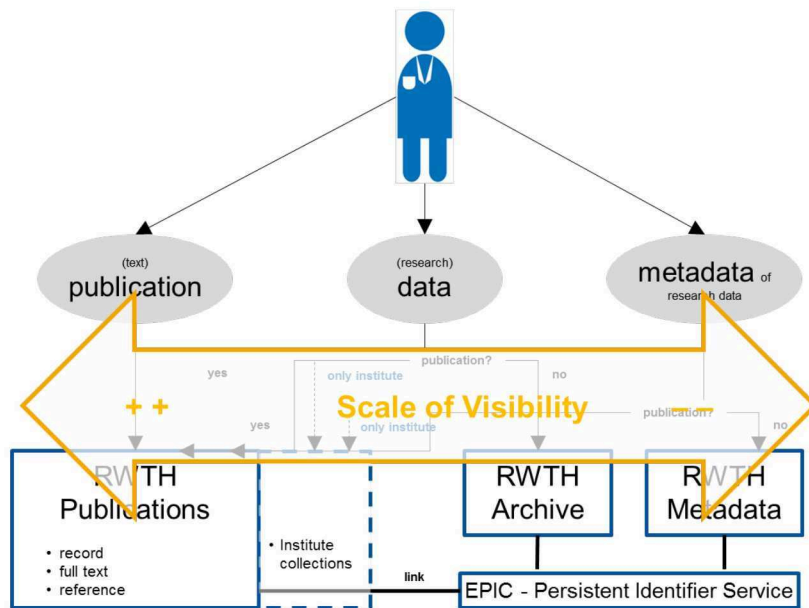 (text)
publication
(research)
data
metadata of
research data
yes
publication?
only institute
no
+ +
Scale of Visibility
– –
publication?
yes
only institute
no
RWTH
Publications
• record
• full text
• reference
• Institute
collections
RWTH
Archive
RWTH
Metadata
link
EPIC - Persistent Identifier Service